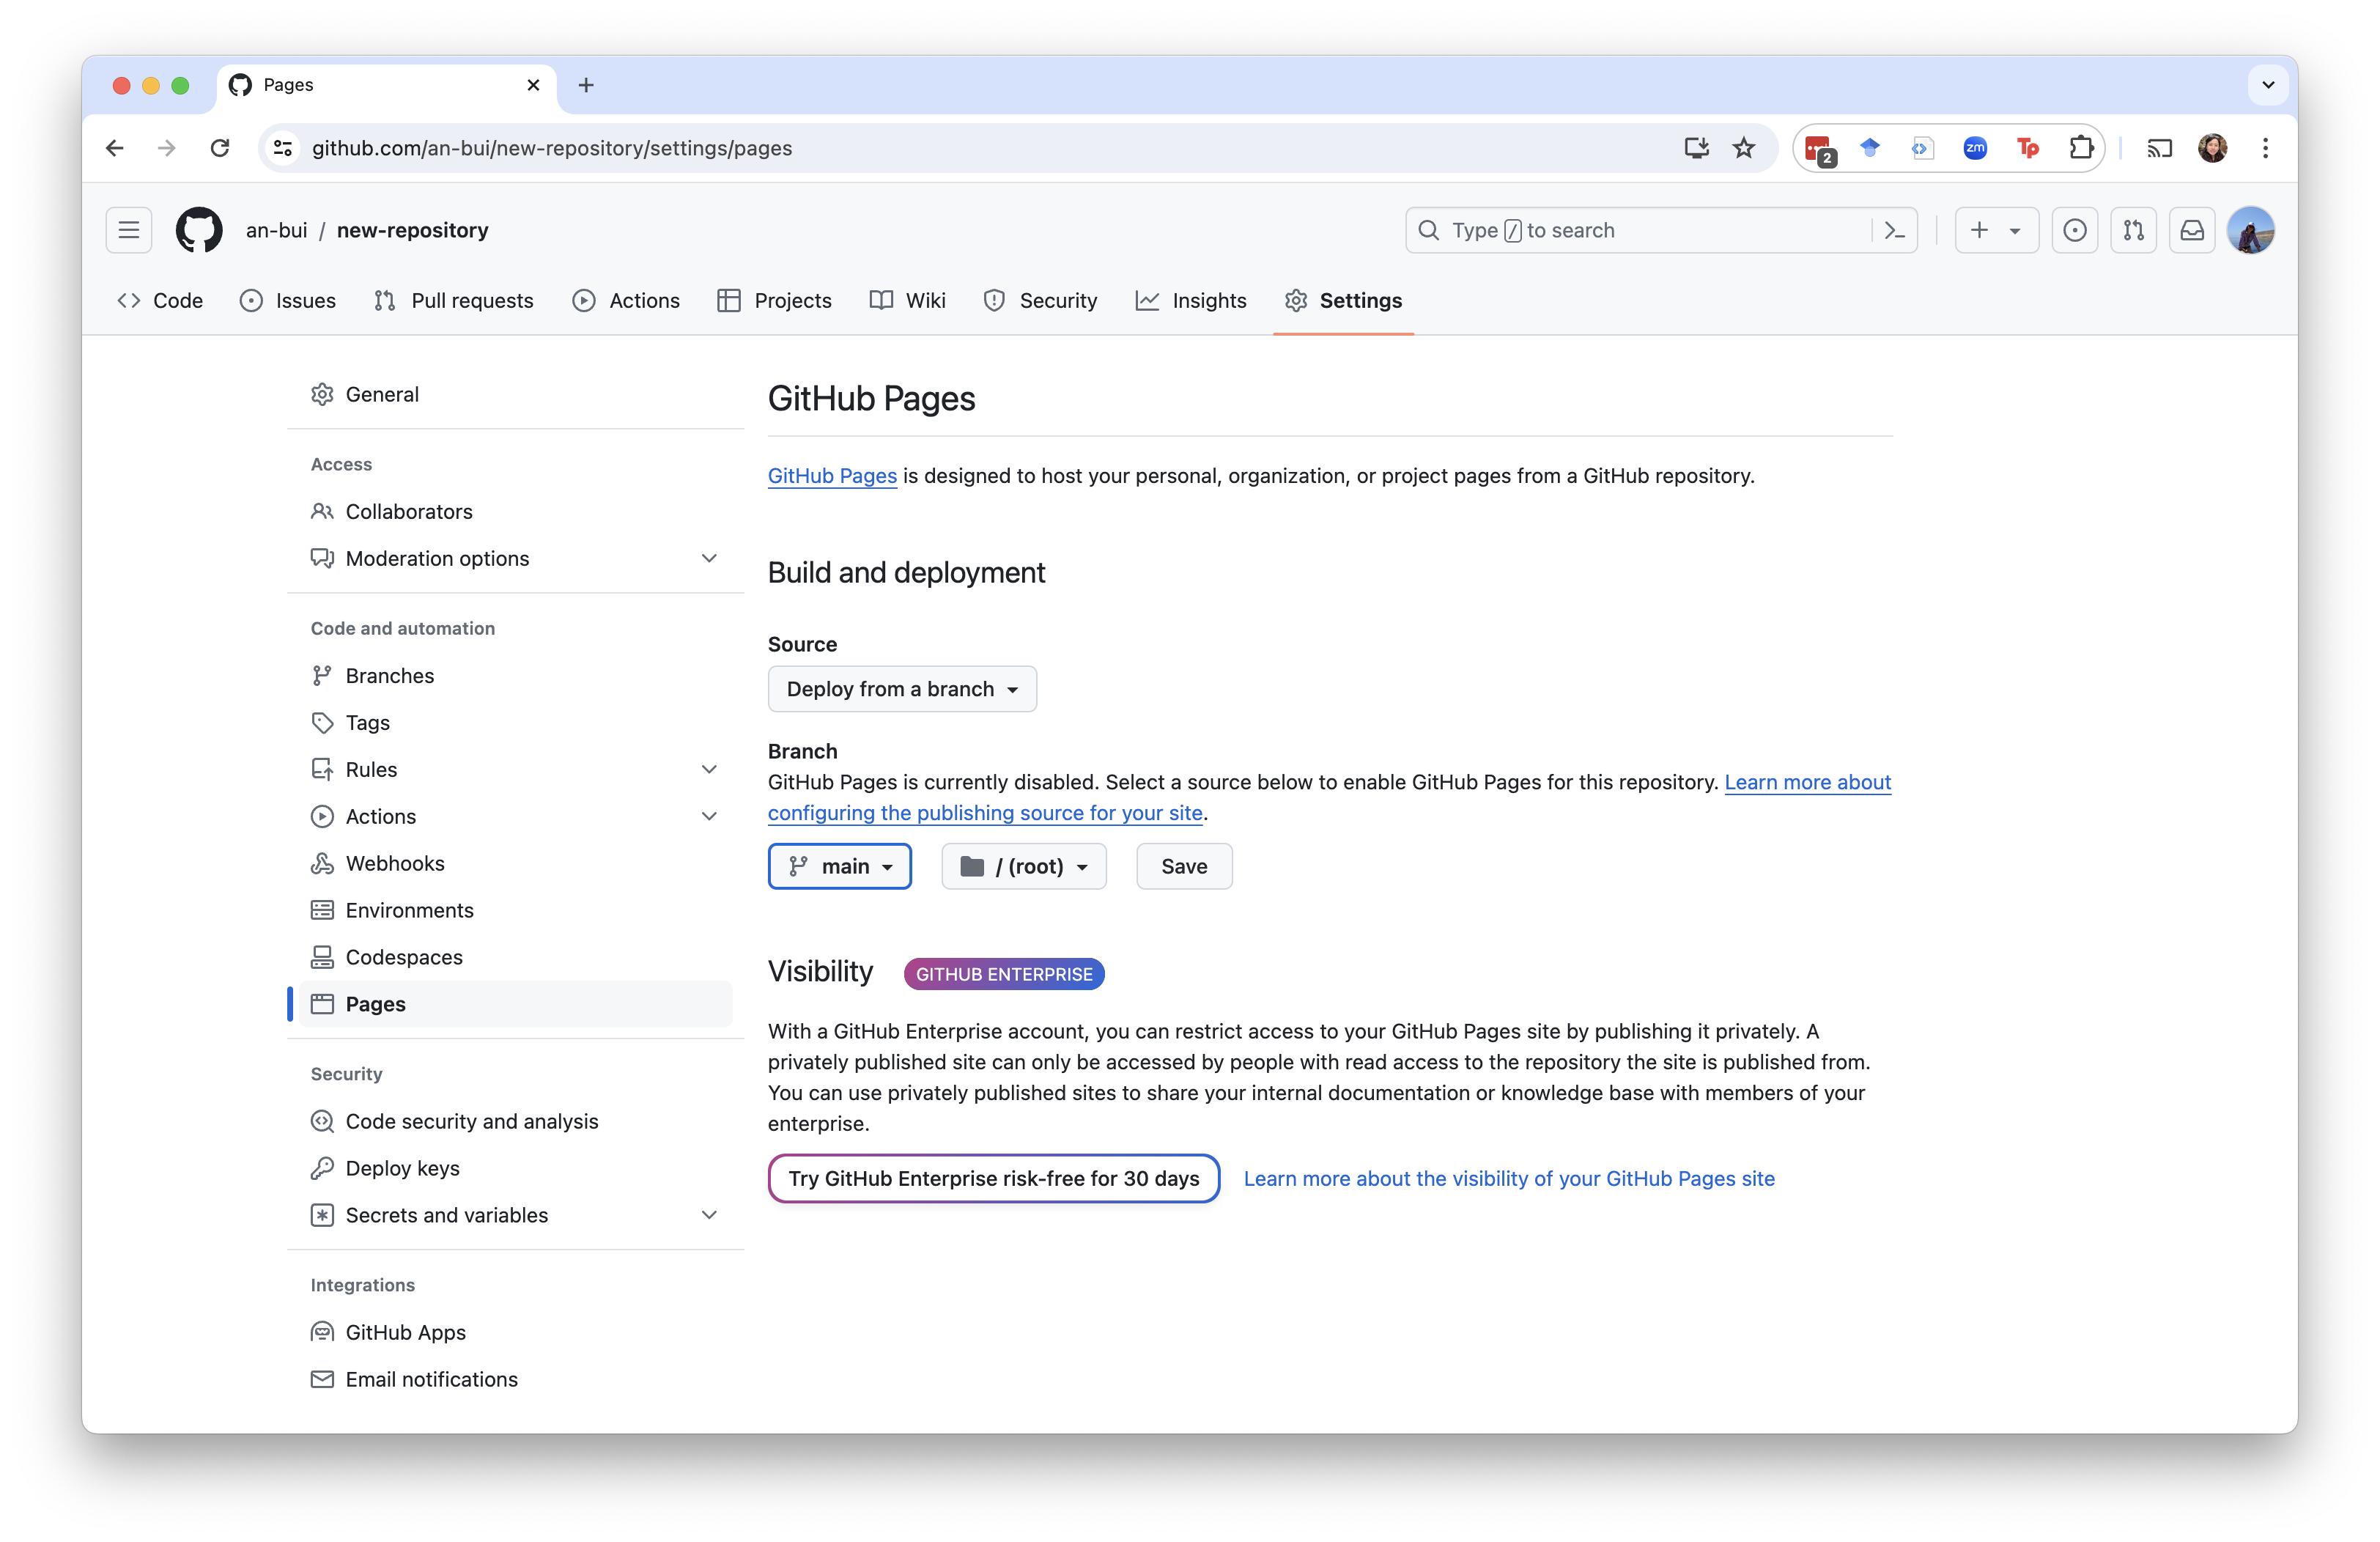 Pages
github.com/an-bui/new-repository/settings/pages
2
zm
Tp
an-bui / new-repository
Type / to search
Code
Issues
Pull requests
Actions
Projects
Wiki
Security
Insights
Settings
General
Access
Collaborators
Moderation options
Code and automation
Branches
Tags
Rules
Actions
Webhooks
Environments
Codespaces
Pages
Security
Code security and analysis
Deploy keys
Secrets and variables
Integrations
GitHub Apps
Email notifications
GitHub Pages
GitHub Pages is designed to host your personal, organization, or project pages from a GitHub repository.
Build and deployment
Source
Deploy from a branch
Branch
GitHub Pages is currently disabled. Select a source below to enable GitHub Pages for this repository. Learn more about
configuring the publishing source for your site.
main
/ (root)
Save
Visibility
GITHUB ENTERPRISE
With a GitHub Enterprise account, you can restrict access to your GitHub Pages site by publishing it privately. A
privately published site can only be accessed by people with read access to the repository the site is published from.
You can use privately published sites to share your internal documentation or knowledge base with members of your
enterprise.
Try GitHub Enterprise risk-free for 30 days
Learn more about the visibility of your GitHub Pages site